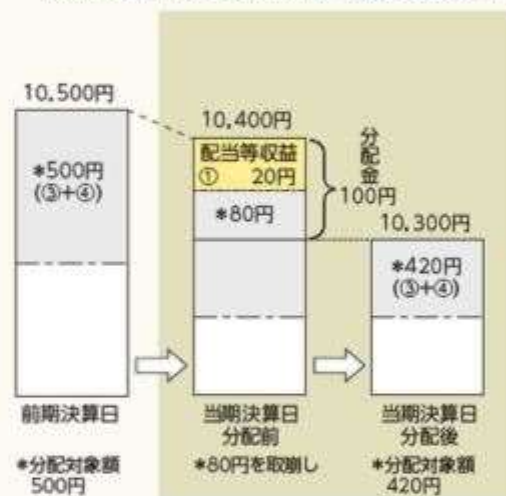 10,500円
*500円
(③+④)
10,400円
配当等収益
① 20円
*80円
分配金
100円
10,300円
*420円
(③+④)
前期決算日
当期決算日
分配前
当期決算日
分配後
*分配対象額
500円
*80円を取崩し
*分配対象額
420円